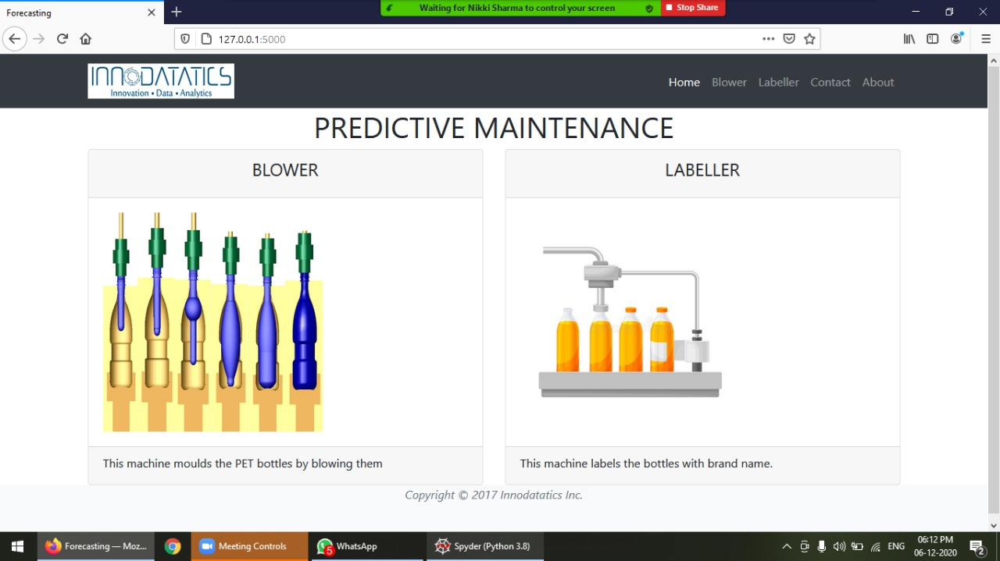 Forecasting
Waiting for Nikki Sharma to control your screen
Stop Share
127.0.0.1:5000
INNODATATICS
Innovation • Data • Analytics
Home Blower Labeller Contact About
PREDICTIVE MAINTENANCE
BLOWER
LABELLER
This machine moulds the PET bottles by blowing them
This machine labels the bottles with brand name.
Copyright © 2017 Innodatatics Inc.
Forecasting — Moz...
Meeting Controls
5
WhatsApp
Spyder (Python 3.8)
ENG
06:12 PM
06-12-2020
2